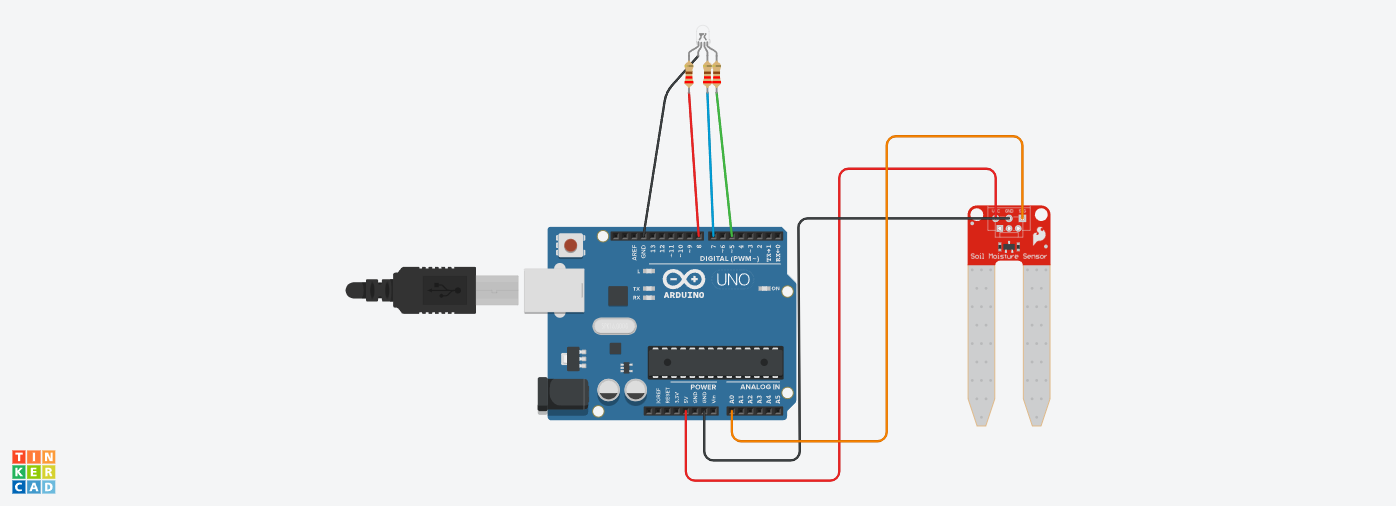 AREF
GND
13
12
~11
~10
~9
8
7
~6
~5
4
~3
2
TX→1
RX←0
DIGITAL (PWM~)
L
TX
RX
ARDUINO
UNO
ON
POWER
ANALOG IN
IOREF
RESET
3.3V
5V
GND
GND
Vin
A0
A1
A2
A3
A4
A5
GND
Soil Moisture Sensor
TIN
KER
CAD